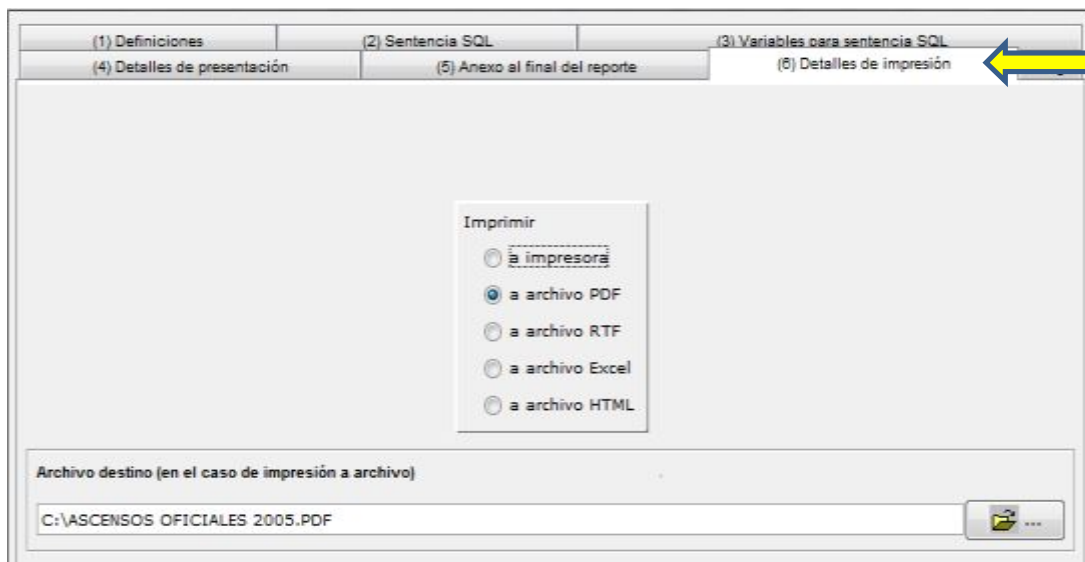 (1) Definiciones (2) Sentencia SQL (3) Variables para sentencia SQL
(4) Detalles de presentación (5) Anexo al final del reporte (6) Detalles de impresión
Imprimir
a impresora
a archivo PDF
a archivo RTF
a archivo Excel
a archivo HTML
Archivo destino (en el caso de impresión a archivo)
C:\ASCENSOS OFICIALES 2005.PDF
...